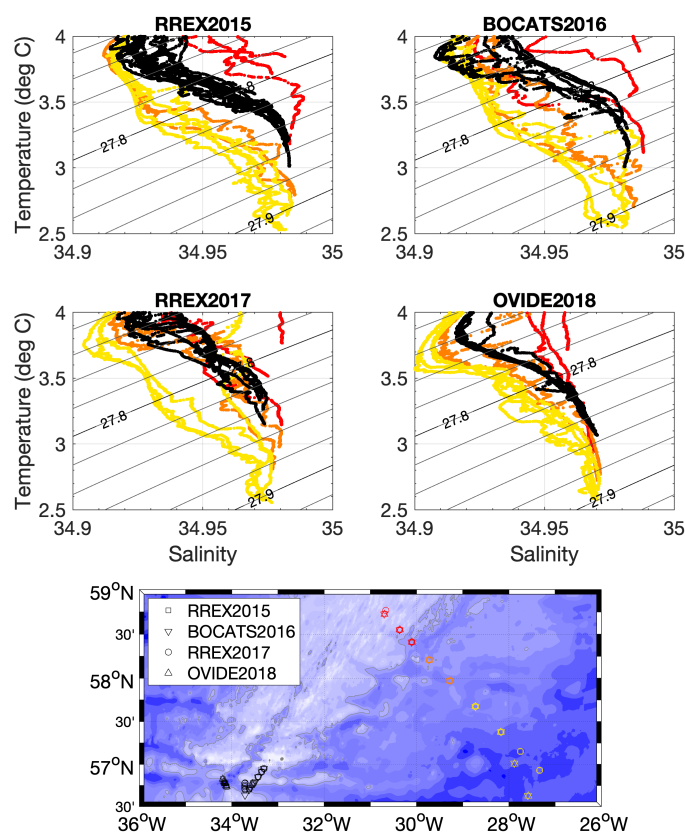 RREX2015
BOCATS2016
4
3.5
3
2.5
Temperature (deg C)
27.8
27.9
34.9
34.95
35
4
3.5
3
2.5
27.8
27.9
34.9
34.95
35
RREX2017
OVIDE2018
4
3.5
3
2.5
Temperature (deg C)
27.8
27.9
34.9
34.95
35
Salinity
4
3.5
3
2.5
27.8
27.8
27.9
34.9
34.95
35
Salinity
59°N
30'
58°N
30'
57°N
30'
RREX2015
BOCATS2016
RREX2017
OVIDE2018
36°W
34°W
32°W
30°W
28°W
26°W